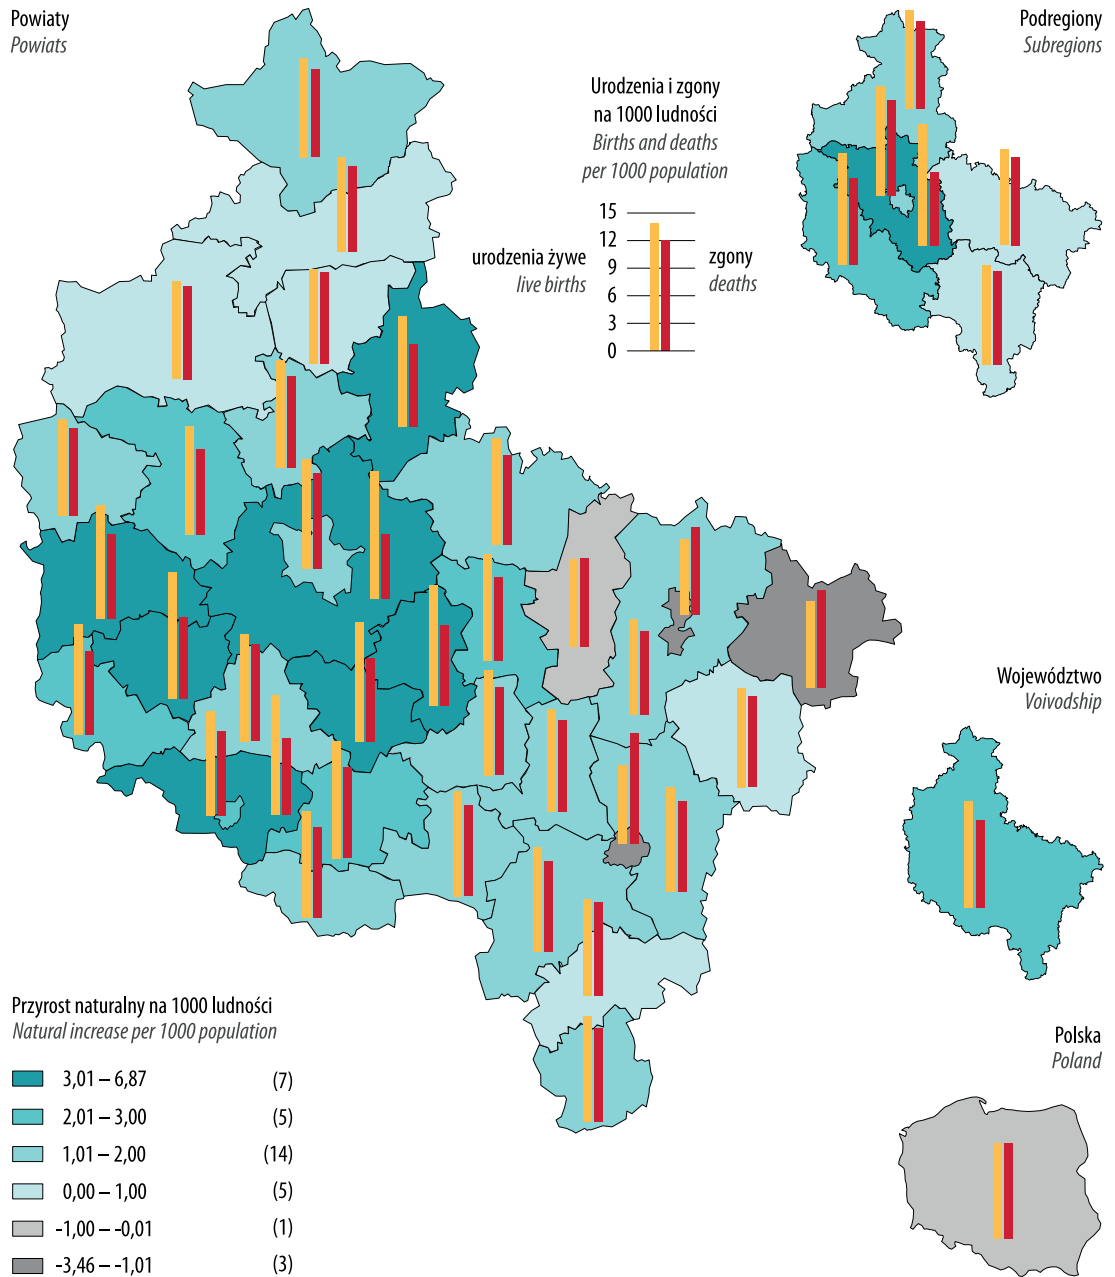 Powiaty
Powiats
Urodzenia i zgony
na 1000 ludności
Births and deaths
per 1000 population
15
12
9
6
3
0
urodzenia żywe
live births
zgony
deaths
Podregiony
Subregions
Województwo
Voivodship
Polska
Poland
Przyrost naturalny na 1000 ludności
Natural increase per 1000 population
3,01 – 6,87 (7)
2,01 – 3,00 (5)
1,01 – 2,00 (14)
0,00 – 1,00 (5)
-1,00 – -0,01 (1)
-3,46 – -1,01 (3)